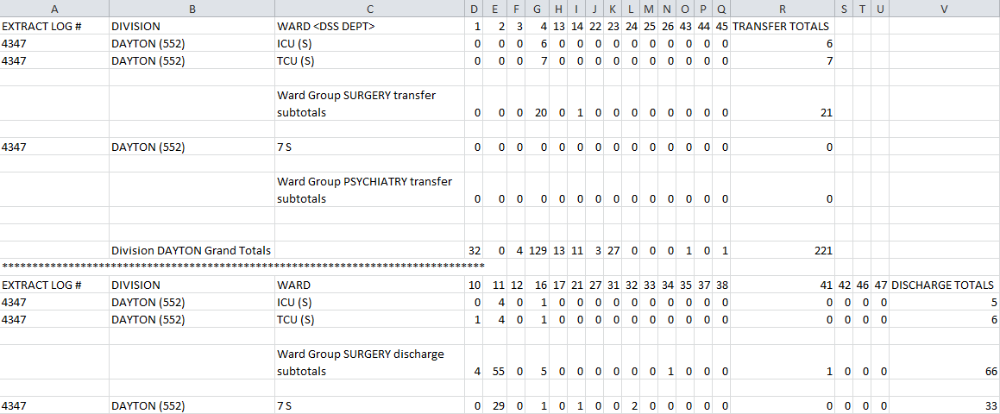 A B C D E F G H I J K L M N O P Q R S T U V
EXTRACT LOG # DIVISION WARD <DSS DEPT> 1 2 3 4 13 14 22 23 24 25 26 43 44 45 TRANSFER TOTALS
4347 DAYTON (552) ICU (S) 0 0 0 6 0 0 0 0 0 0 0 0 0 0 6
4347 DAYTON (552) TCU (S) 0 0 0 7 0 0 0 0 0 0 0 0 0 0 7
Ward Group SURGERY transfer
subtotals 0 0 0 20 0 1 0 0 0 0 0 0 0 0 21
4347 DAYTON (552) 7 S 0 0 0 0 0 0 0 0 0 0 0 0 0 0 0
Ward Group PSYCHIATRY transfer
subtotals 0 0 0 0 0 0 0 0 0 0 0 0 0 0 0
Division DAYTON Grand Totals 32 0 4 129 13 11 3 27 0 0 0 1 0 1 221
********************************************************************************
EXTRACT LOG # DIVISION WARD 10 11 12 16 17 21 27 31 32 33 34 35 37 38 41 42 46 47 DISCHARGE TOTALS
4347 DAYTON (552) ICU (S) 0 4 0 1 0 0 0 0 0 0 0 0 0 0 0 0 0 0 5
4347 DAYTON (552) TCU (S) 1 4 0 1 0 0 0 0 0 0 0 0 0 0 0 0 0 0 6
Ward Group SURGERY discharge
subtotals 4 55 0 5 0 0 0 0 0 0 1 0 0 0 1 0 0 0 66
4347 DAYTON (552) 7 S 0 29 0 1 0 1 0 0 2 0 0 0 0 0 0 0 0 0 33